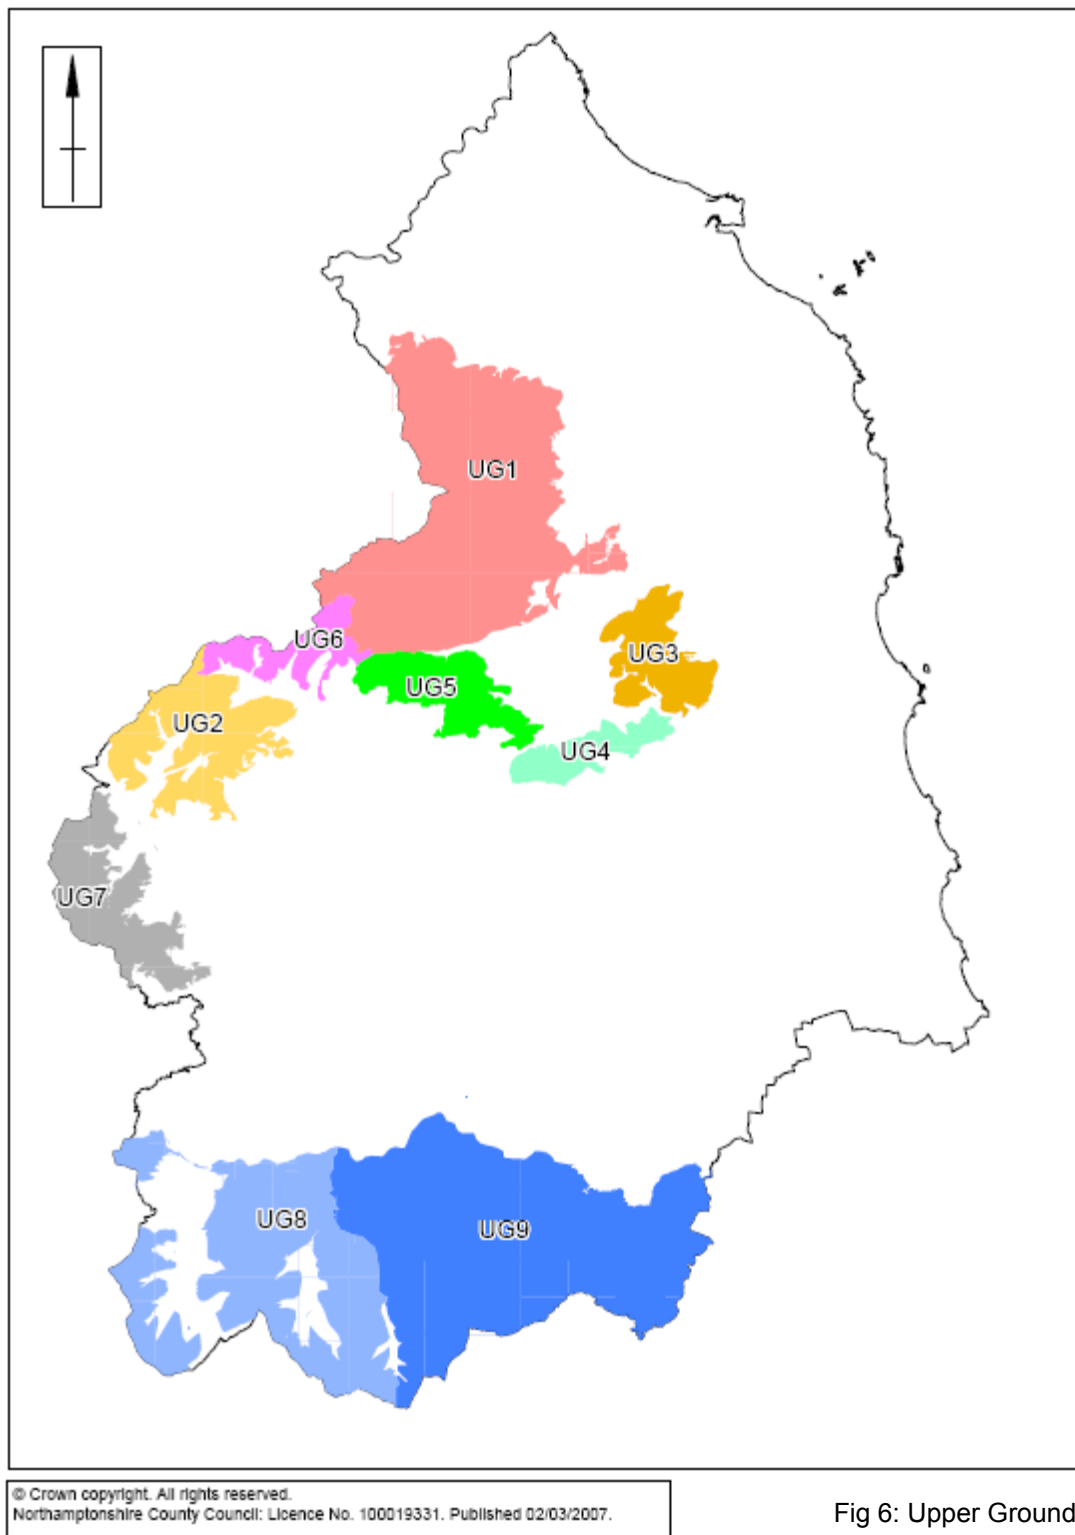 UG1
UG3
UG6
UG5
UG2
UG4
UG7
UG8
UG9
© Crown copyright. All rights reserved.
Northamptonshire County Council: Licence No. 100019331. Published 02/03/2007.
Fig 6: Upper Ground